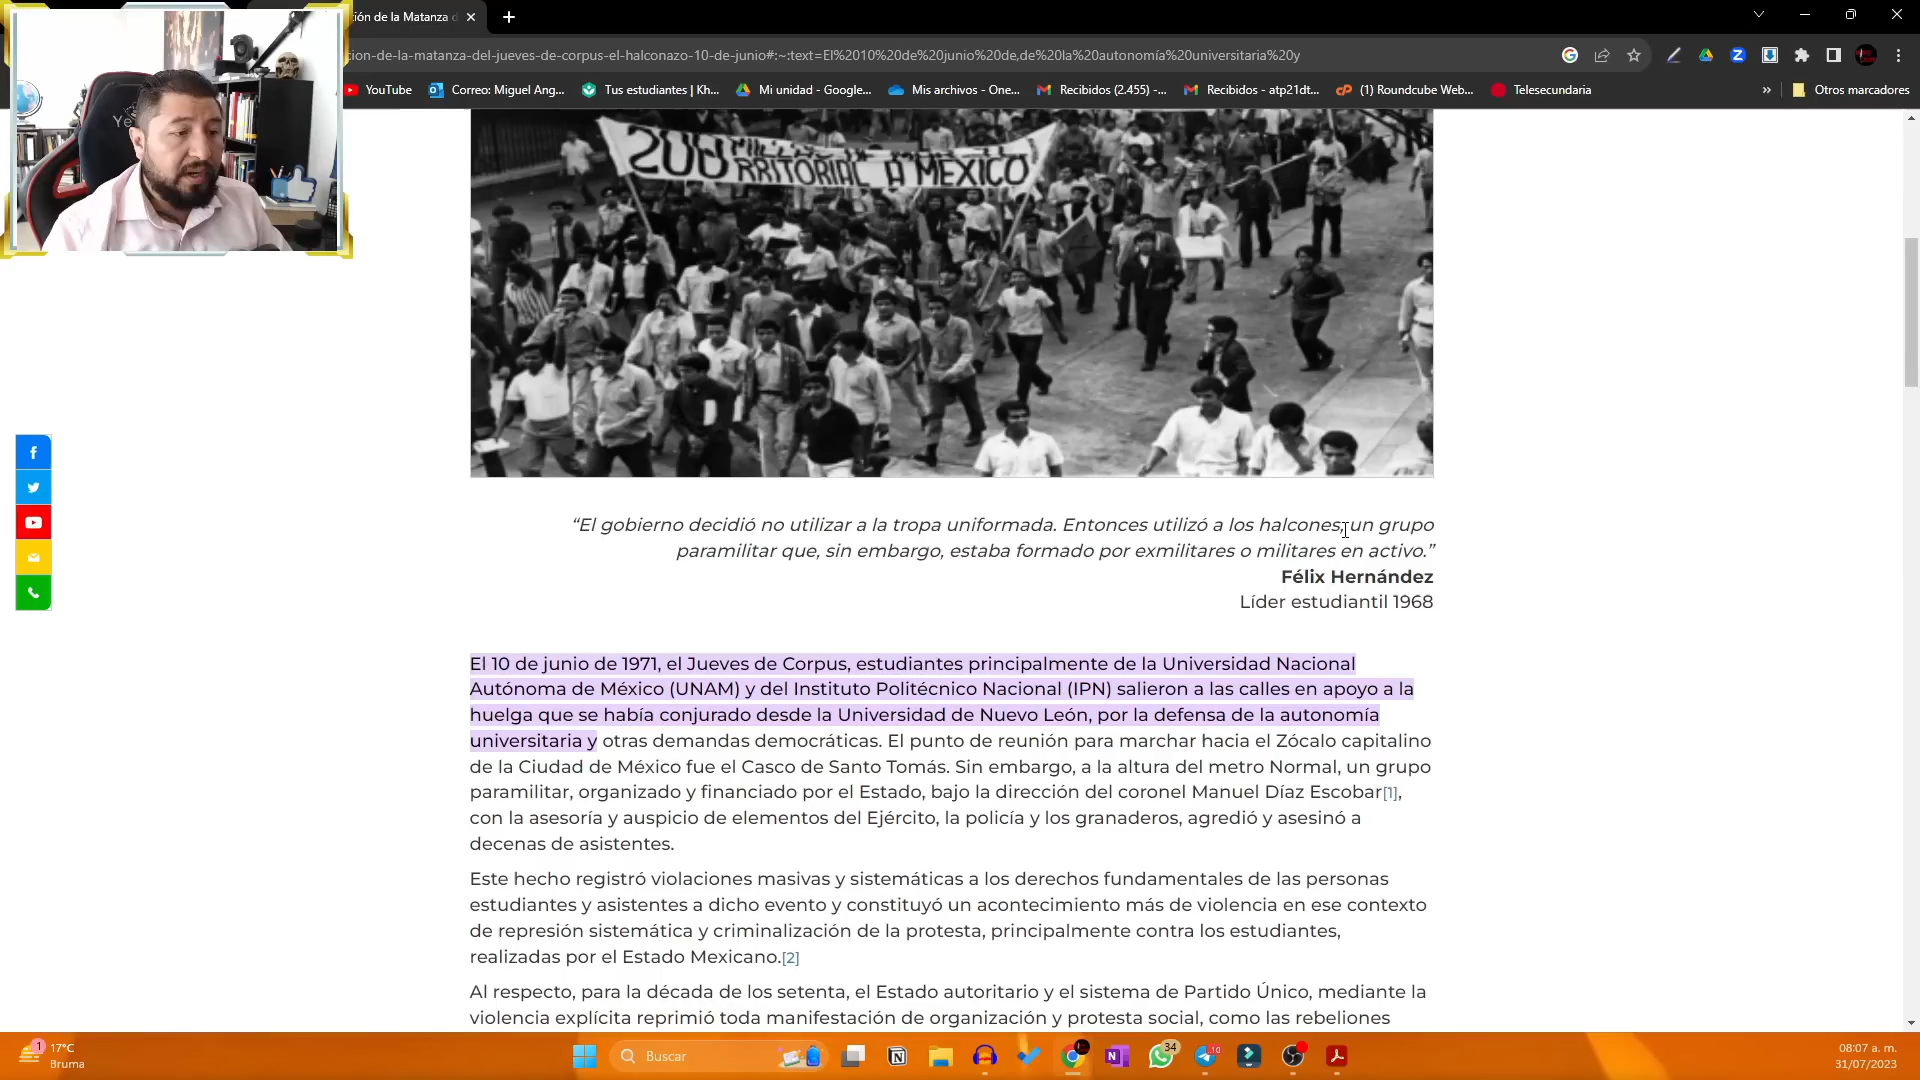 ión de la Matanza d
cion-de-la-matanza-del-jueves-de-corpus-el-halconazo-10-de-junio#:~:text=El%2010%20de%20junio%20de,de%20la%20autonomía%20universitaria%20y
YouTube
Correo: Miguel Ang...
Tus estudiantes | Kh...
Mi unidad - Google...
Mis archivos - One...
Recibidos (2.455) -...
Recibidos - atp21dt...
(1) Roundcube Web...
Telesecundaria
»
Otros marcadores
200
RRITORIAL A MEXICO
“El gobierno decidió no utilizar a la tropa uniformada. Entonces utilizó a los halcones, un grupo
paramilitar que, sin embargo, estaba formado por exmilitares o militares en activo.”
Félix Hernández
Líder estudiantil 1968
El 10 de junio de 1971, el Jueves de Corpus, estudiantes principalmente de la Universidad Nacional
Autónoma de México (UNAM) y del Instituto Politécnico Nacional (IPN) salieron a las calles en apoyo a la
huelga que se había conjurado desde la Universidad de Nuevo León, por la defensa de la autonomía
universitaria y otras demandas democráticas. El punto de reunión para marchar hacia el Zócalo capitalino
de la Ciudad de México fue el Casco de Santo Tomás. Sin embargo, a la altura del metro Normal, un grupo
paramilitar, organizado y financiado por el Estado, bajo la dirección del coronel Manuel Díaz Escobar[1],
con la asesoría y auspicio de elementos del Ejército, la policía y los granaderos, agredió y asesinó a
decenas de asistentes.
Este hecho registró violaciones masivas y sistemáticas a los derechos fundamentales de las personas
estudiantes y asistentes a dicho evento y constituyó un acontecimiento más de violencia en ese contexto
de represión sistemática y criminalización de la protesta, principalmente contra los estudiantes,
realizadas por el Estado Mexicano.[2]
Al respecto, para la década de los setenta, el Estado autoritario y el sistema de Partido Único, mediante la
violencia explícita reprimió toda manifestación de organización y protesta social, como las rebeliones
1
17°C
Bruma
Buscar
34
10
08:07 a. m.
31/07/2023